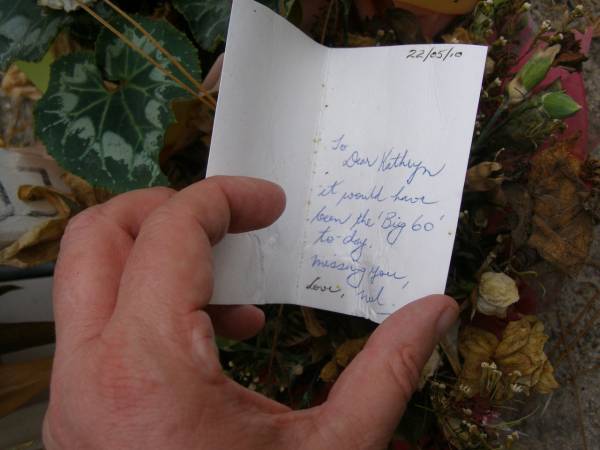 22/05/10
To
Dear Kathryn
it would have
been the 'Big 60'
to-day.
missing you,
Love,